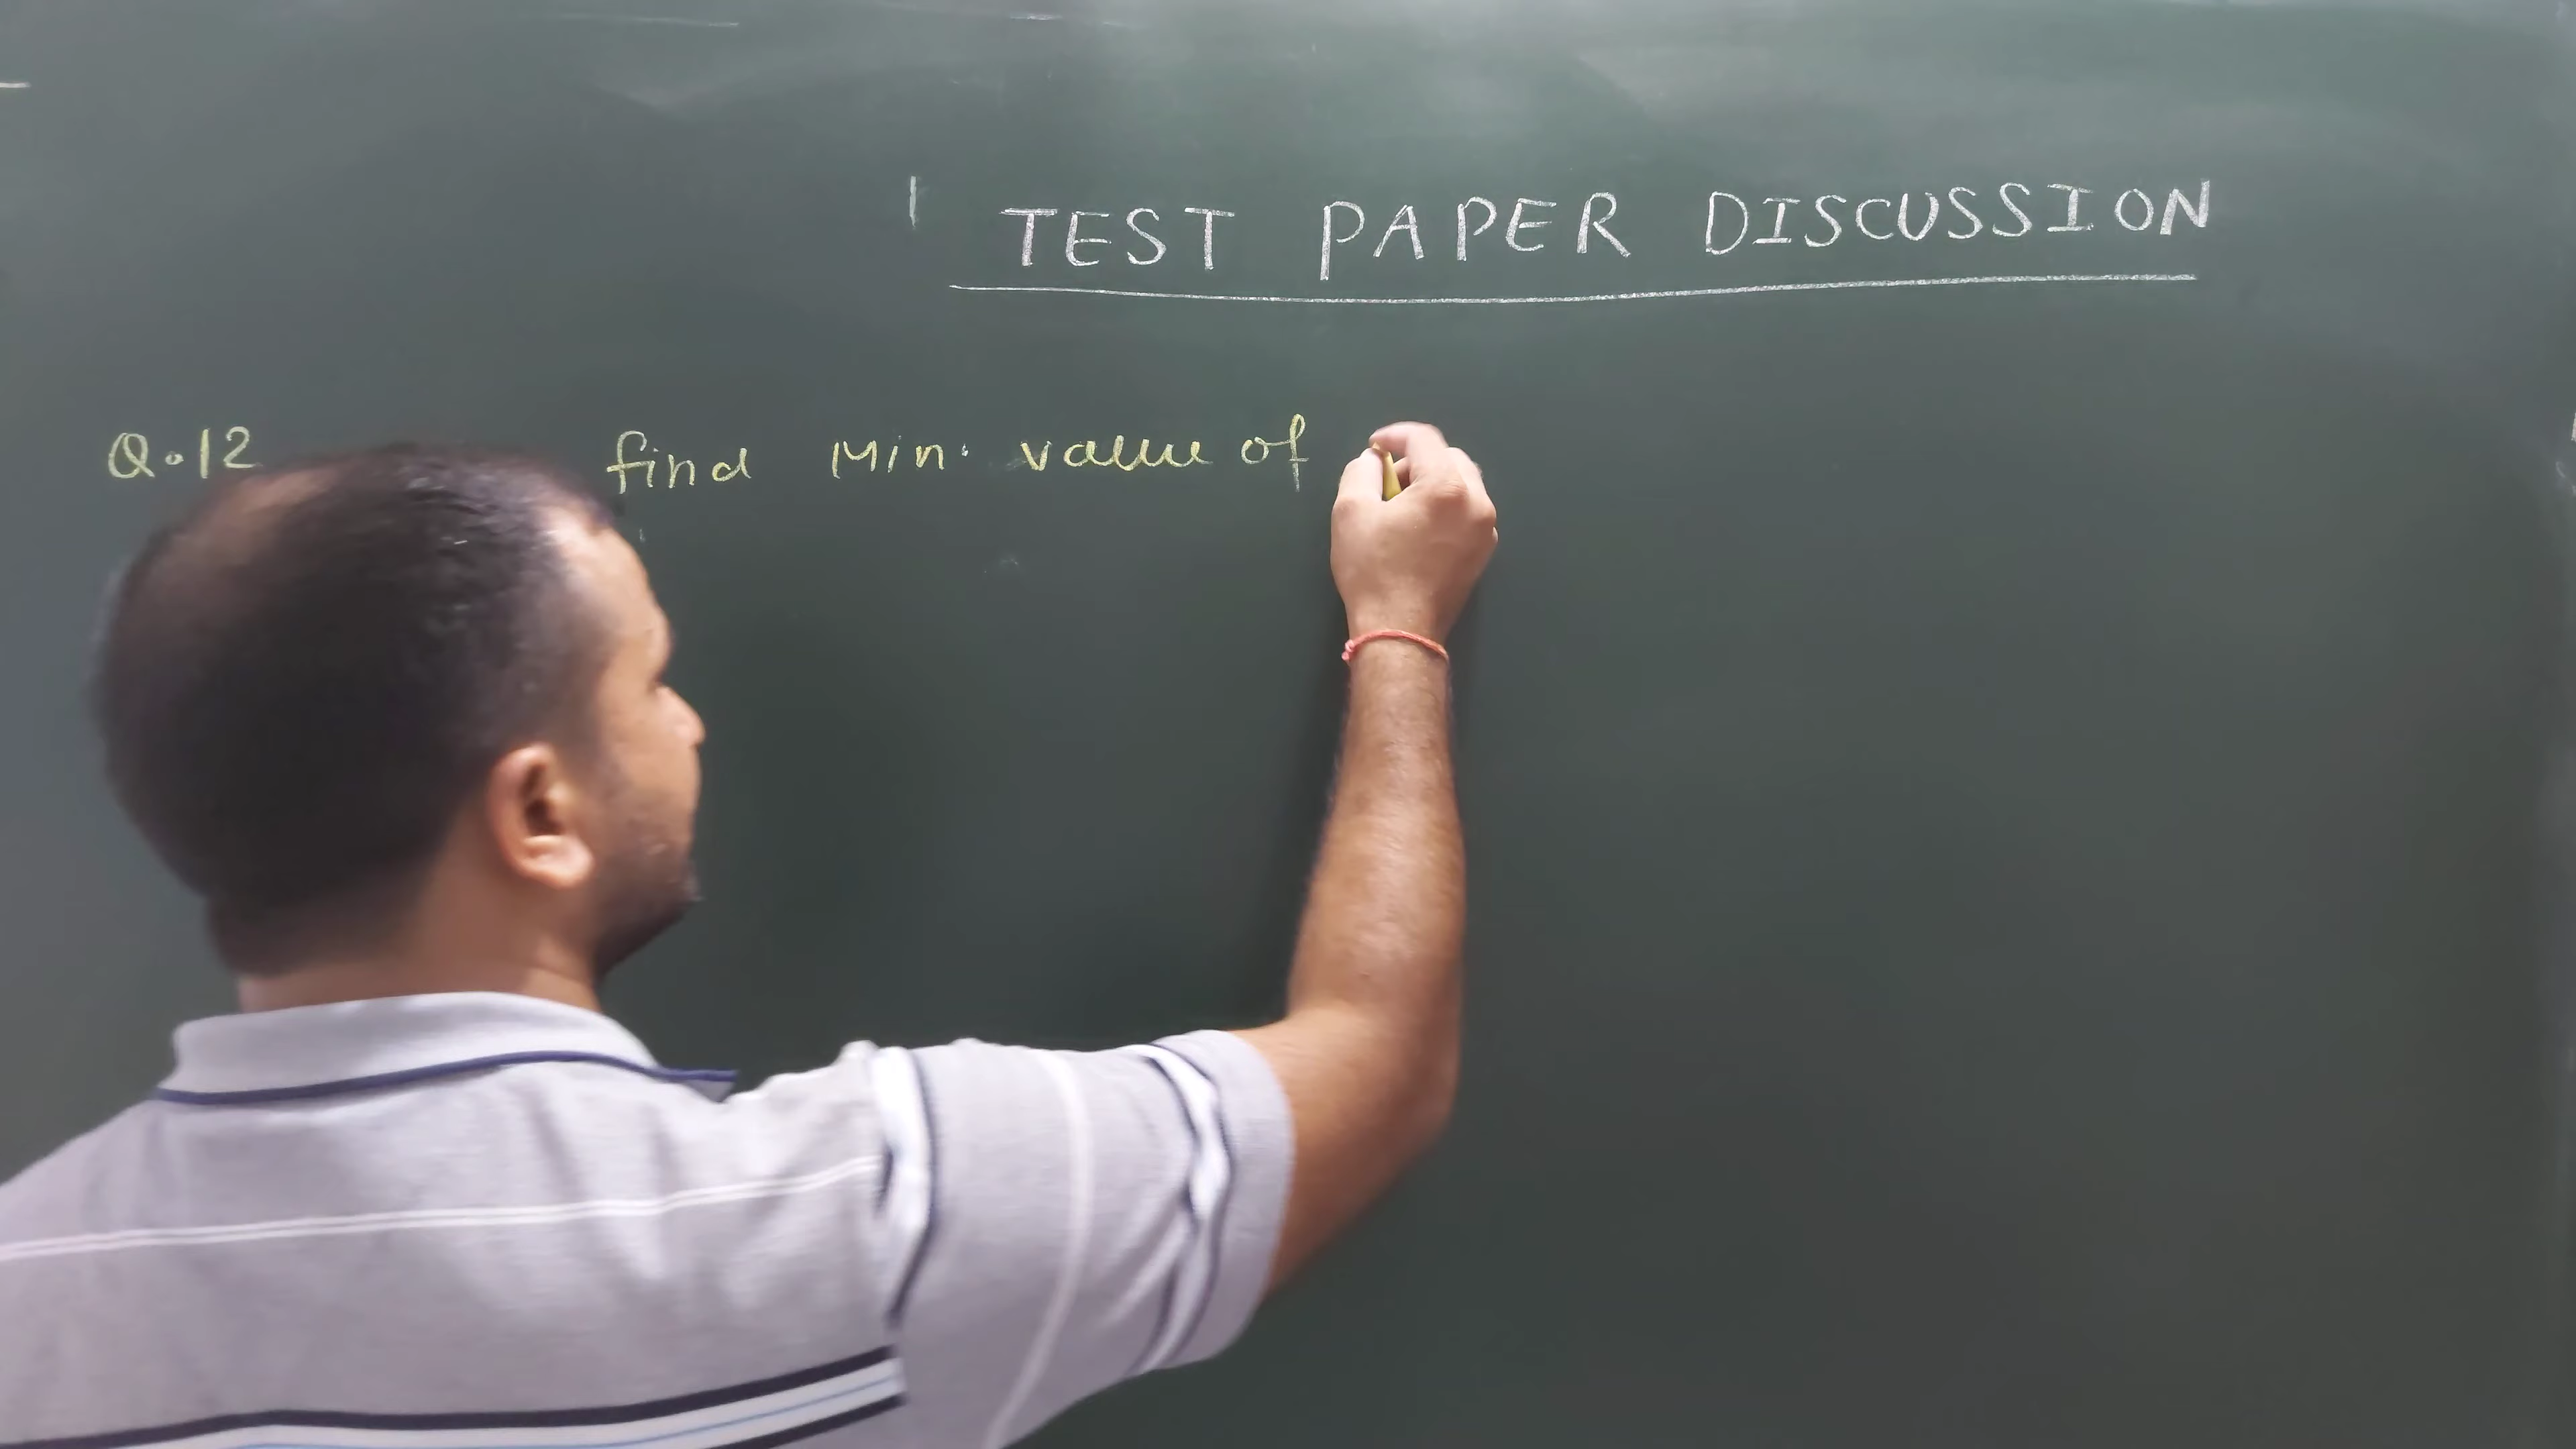 TEST PAPER DISCUSSION
Q.12 find Min. value of